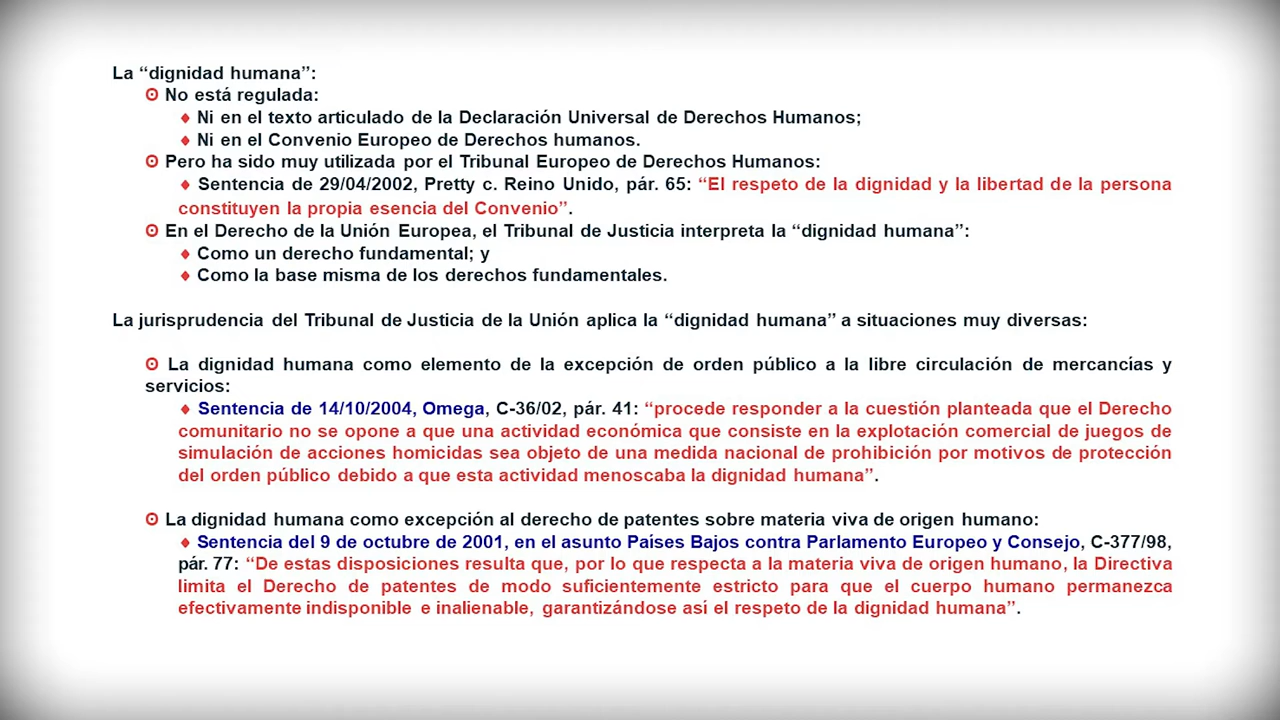 La “dignidad humana”:
No está regulada:
Ni en el texto articulado de la Declaración Universal de Derechos Humanos;
Ni en el Convenio Europeo de Derechos humanos.
Pero ha sido muy utilizada por el Tribunal Europeo de Derechos Humanos:
Sentencia de 29/04/2002, Pretty c. Reino Unido, pár. 65: “El respeto de la dignidad y la libertad de la persona
constituyen la propia esencia del Convenio”.
En el Derecho de la Unión Europea, el Tribunal de Justicia interpreta la “dignidad humana”:
Como un derecho fundamental; y
Como la base misma de los derechos fundamentales.
La jurisprudencia del Tribunal de Justicia de la Unión aplica la “dignidad humana” a situaciones muy diversas:
La dignidad humana como elemento de la excepción de orden público a la libre circulación de mercancías y
servicios:
Sentencia de 14/10/2004, Omega, C-36/02, pár. 41: “procede responder a la cuestión planteada que el Derecho
comunitario no se opone a que una actividad económica que consiste en la explotación comercial de juegos de
simulación de acciones homicidas sea objeto de una medida nacional de prohibición por motivos de protección
del orden público debido a que esta actividad menoscaba la dignidad humana”.
La dignidad humana como excepción al derecho de patentes sobre materia viva de origen humano:
Sentencia del 9 de octubre de 2001, en el asunto Países Bajos contra Parlamento Europeo y Consejo, C-377/98,
pár. 77: “De estas disposiciones resulta que, por lo que respecta a la materia viva de origen humano, la Directiva
limita el Derecho de patentes de modo suficientemente estricto para que el cuerpo humano permanezca
efectivamente indisponible e inalienable, garantizándose así el respeto de la dignidad humana”.